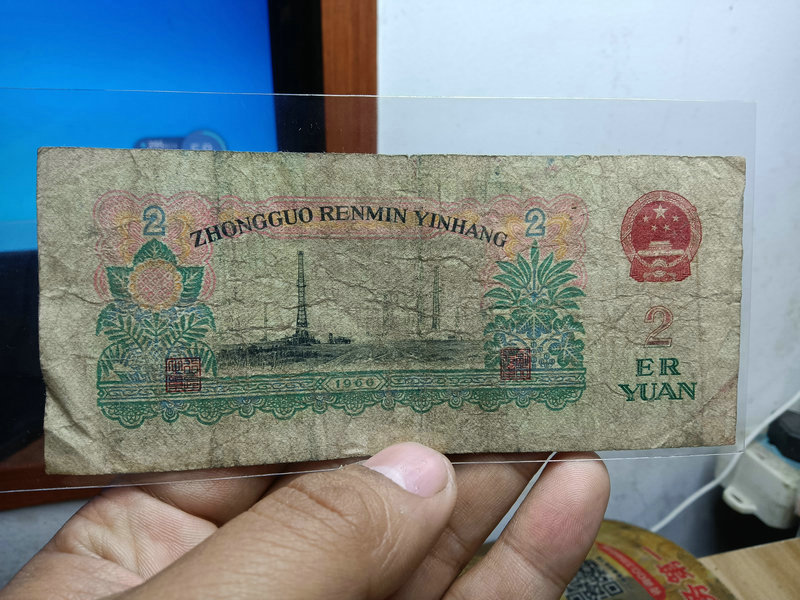 2
ZHONGGUO RENMIN YINHANG
2
2
ER
YUAN
1960